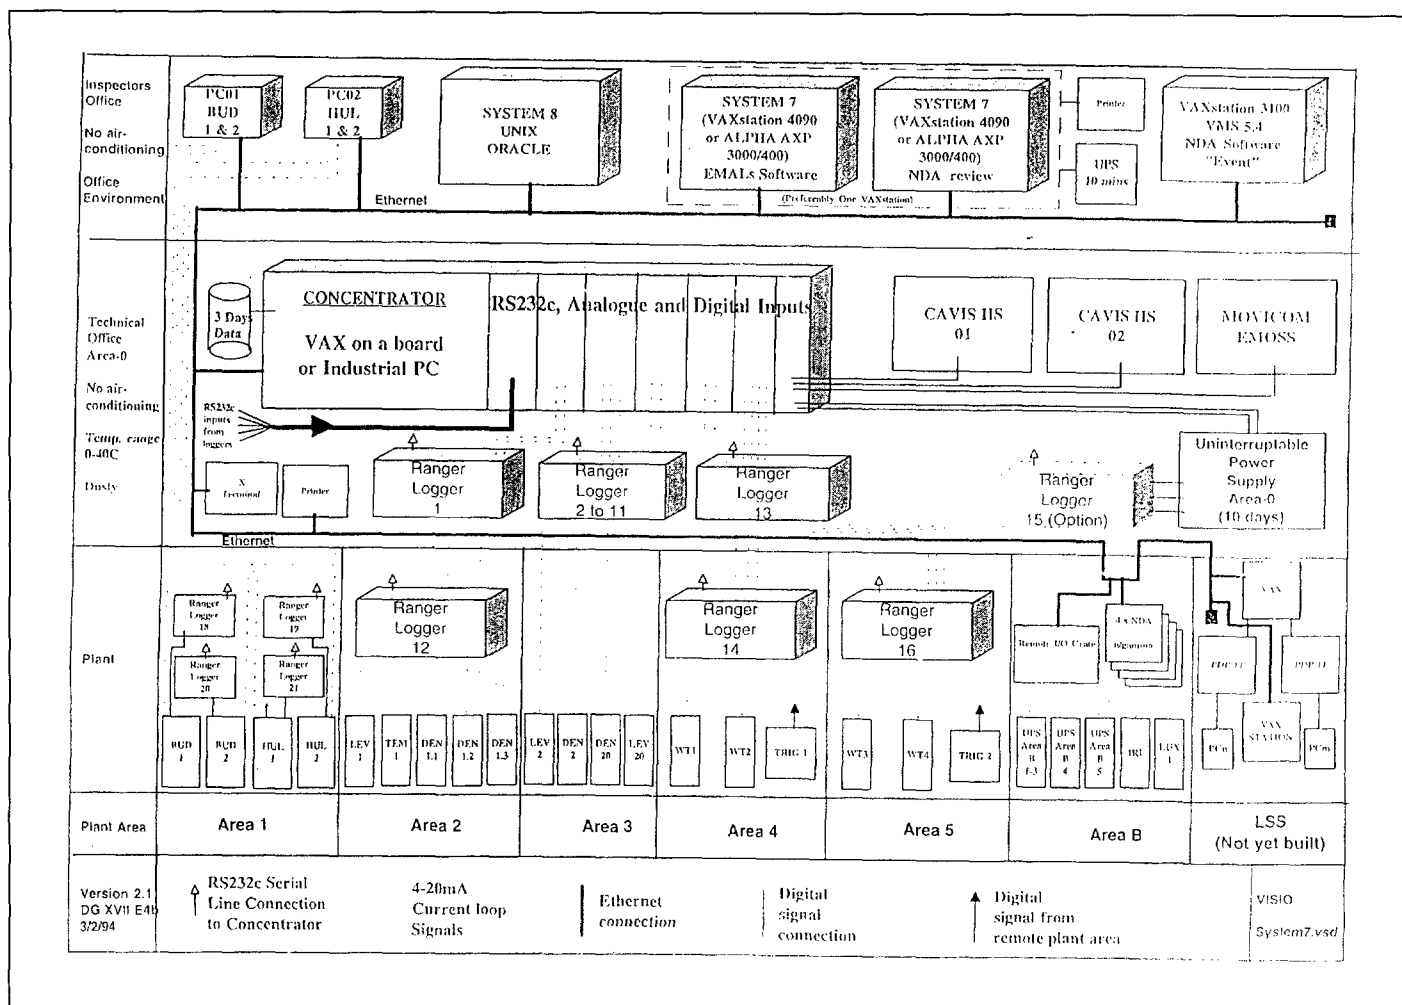 Inspectors
Office
No air-
conditioning
Office
Environment
PC01
BUD
1 & 2
PC02
HUL
1 & 2
SYSTEM 8
UNIX
ORACLE
SYSTEM 7
(VAXstation 4090
or ALPHA AXP
3000/400)
EMALs Software
SYSTEM 7
(VAXstation 4090
or ALPHA AXP
3000/400)
NDA review
(Preferrably One VAXstation)
Printer
UPS
10 mins
VAXstation 3100
VMS 5.4
NDA Software
"Event"
Ethernet
Technical
Office
Area-0
No air-
conditioning
Temp. range
0-40C
Dusty
3 Days
Data
CONCENTRATOR
VAX on a board
or Industrial PC
RS232c, Analogue and Digital Inputs
CAVIS IIS
01
CAVIS IIS
02
MOVICOM
EMOSS
RS232c
inputs
from
loggers
X
Terminal
Printer
Ranger
Logger
1
Ranger
Logger
2 to 11
Ranger
Logger
13
Ranger
Logger
15 (Option)
Uninterruptable
Power
Supply
Area-0
(10 days)
Ethernet
Plant
Ranger
Logger
18
Ranger
Logger
17
Ranger
Logger
20
Ranger
Logger
21
Ranger
Logger
12
Ranger
Logger
14
Ranger
Logger
16
Remote I/O Crate
4 x NDA
VAX
PDP 11
PDP 11
VAX
STATION
PCn
PCm
BUD
1
BUD
2
HUL
1
HUL
2
LEV
1
TEM
1
DEN
1.1
DEN
1.2
DEN
1.3
LEV
2
DEN
2
DEN
20
LEV
20
WT1
WT2
TRIG 1
WT3
WT4
TRIG 2
UPS
Area
B
1-3
UPS
Area
B
4
UPS
Area
B
5
IRI
LUX
1
Plant Area
Area 1
Area 2
Area 3
Area 4
Area 5
Area B
LSS
(Not yet built)
Version 2.1
DG XVII E4b
3/2/94
RS232c Serial
Line Connection
to Concentrator
4-20mA
Current loop
Signals
Ethernet
connection
Digital
signal
connection
Digital
signal from
remote plant area
VISIO
System7.vsd